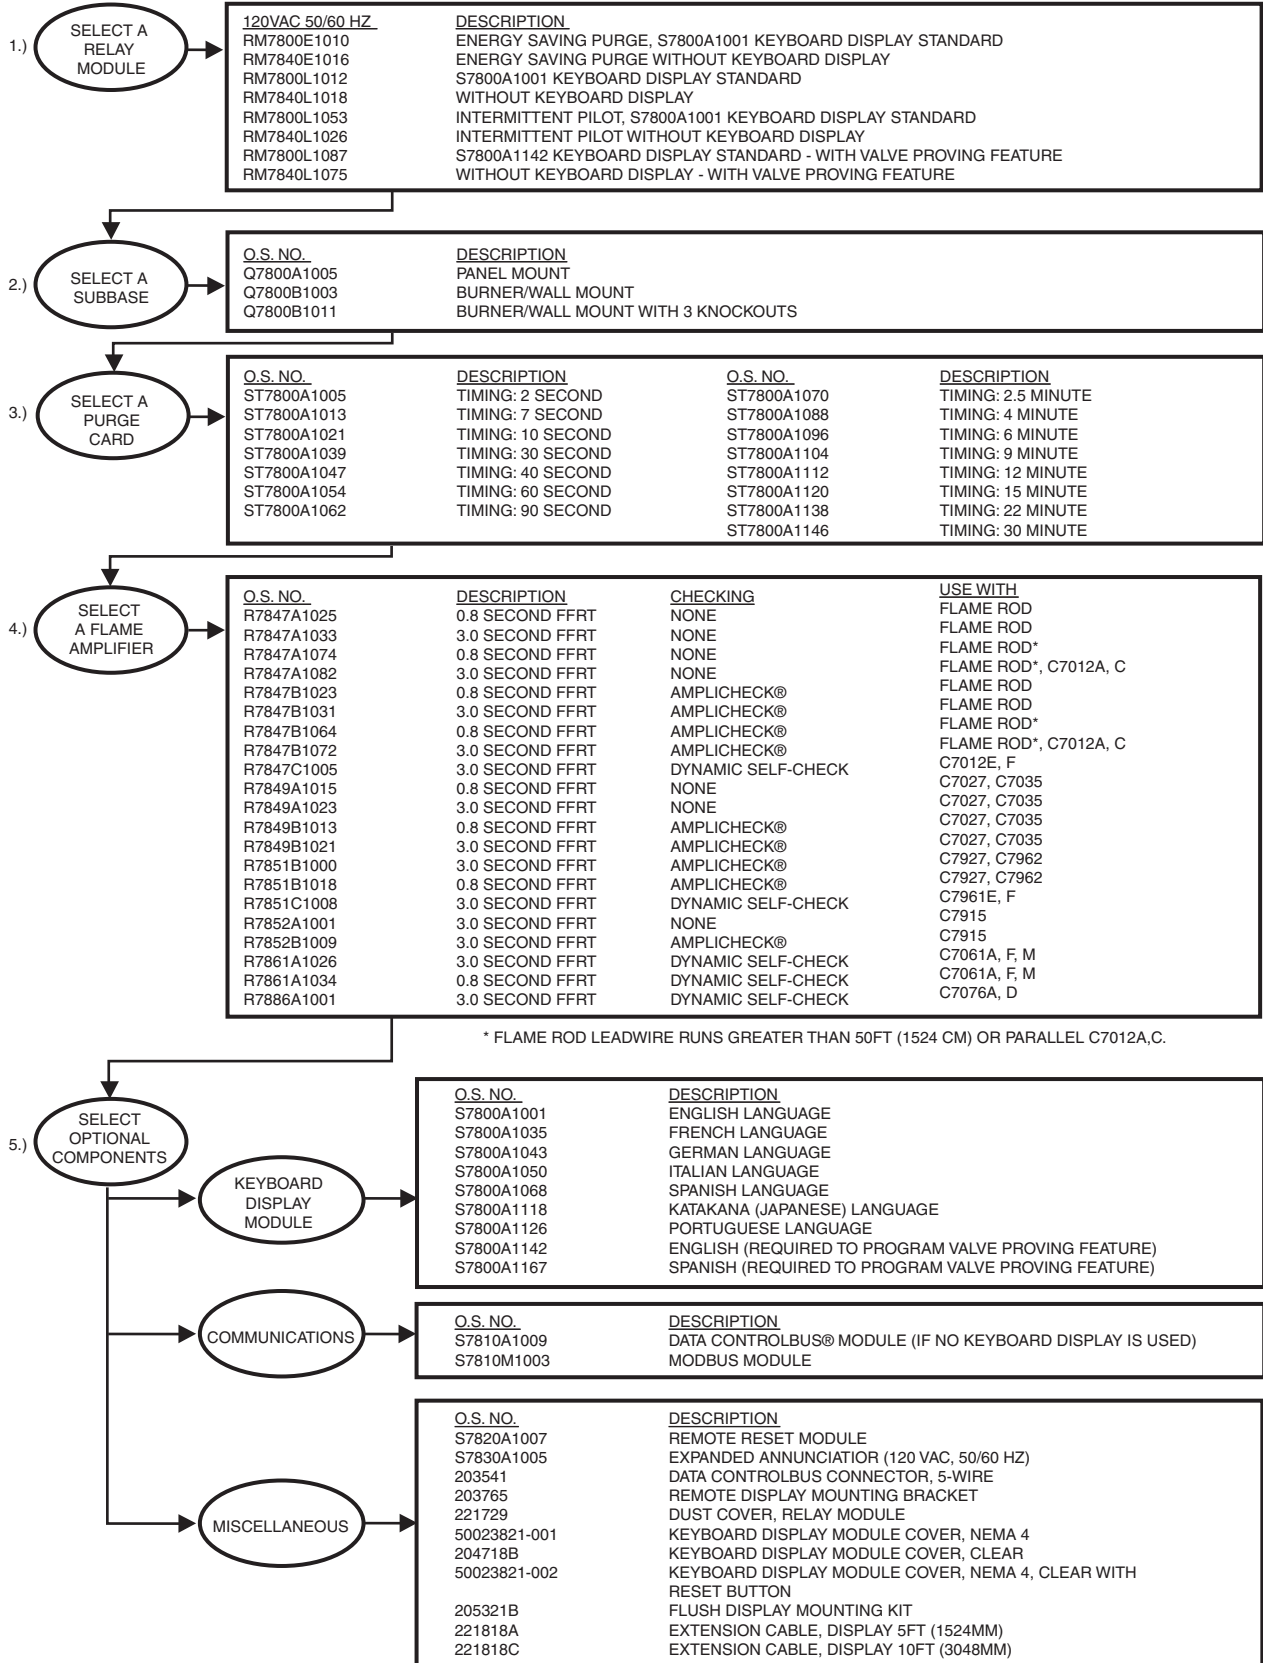 1.)
SELECT A
RELAY
MODULE
120VAC 50/60 HZ DESCRIPTION
RM7800E1010 ENERGY SAVING PURGE, S7800A1001 KEYBOARD DISPLAY STANDARD
RM7840E1016 ENERGY SAVING PURGE WITHOUT KEYBOARD DISPLAY
RM7800L1012 S7800A1001 KEYBOARD DISPLAY STANDARD
RM7840L1018 WITHOUT KEYBOARD DISPLAY
RM7800L1053 INTERMITTENT PILOT, S7800A1001 KEYBOARD DISPLAY STANDARD
RM7840L1026 INTERMITTENT PILOT WITHOUT KEYBOARD DISPLAY
RM7800L1087 S7800A1142 KEYBOARD DISPLAY STANDARD - WITH VALVE PROVING FEATURE
RM7840L1075 WITHOUT KEYBOARD DISPLAY - WITH VALVE PROVING FEATURE
2.)
SELECT A
SUBBASE
O.S. NO. DESCRIPTION
Q7800A1005 PANEL MOUNT
Q7800B1003 BURNER/WALL MOUNT
Q7800B1011 BURNER/WALL MOUNT WITH 3 KNOCKOUTS
3.)
SELECT A
PURGE
CARD
O.S. NO. DESCRIPTION O.S. NO. DESCRIPTION
ST7800A1005 TIMING: 2 SECOND ST7800A1070 TIMING: 2.5 MINUTE
ST7800A1013 TIMING: 7 SECOND ST7800A1088 TIMING: 4 MINUTE
ST7800A1021 TIMING: 10 SECOND ST7800A1096 TIMING: 6 MINUTE
ST7800A1039 TIMING: 30 SECOND ST7800A1104 TIMING: 9 MINUTE
ST7800A1047 TIMING: 40 SECOND ST7800A1112 TIMING: 12 MINUTE
ST7800A1054 TIMING: 60 SECOND ST7800A1120 TIMING: 15 MINUTE
ST7800A1062 TIMING: 90 SECOND ST7800A1138 TIMING: 22 MINUTE
ST7800A1146 TIMING: 30 MINUTE
4.)
SELECT
A FLAME
AMPLIFIER
O.S. NO. DESCRIPTION CHECKING USE WITH
R7847A1025 0.8 SECOND FFRT NONE FLAME ROD
R7847A1033 3.0 SECOND FFRT NONE FLAME ROD
R7847A1074 0.8 SECOND FFRT NONE FLAME ROD*
R7847A1082 3.0 SECOND FFRT NONE FLAME ROD*, C7012A, C
R7847B1023 0.8 SECOND FFRT AMPLICHECK® FLAME ROD
R7847B1031 3.0 SECOND FFRT AMPLICHECK® FLAME ROD
R7847B1064 0.8 SECOND FFRT AMPLICHECK® FLAME ROD*
R7847B1072 3.0 SECOND FFRT AMPLICHECK® FLAME ROD*, C7012A, C
R7847C1005 3.0 SECOND FFRT DYNAMIC SELF-CHECK C7012E, F
R7849A1015 0.8 SECOND FFRT NONE C7027, C7035
R7849A1023 3.0 SECOND FFRT NONE C7027, C7035
R7849B1013 0.8 SECOND FFRT AMPLICHECK® C7027, C7035
R7849B1021 3.0 SECOND FFRT AMPLICHECK® C7027, C7035
R7851B1000 3.0 SECOND FFRT AMPLICHECK® C7927, C7962
R7851B1018 0.8 SECOND FFRT AMPLICHECK® C7927, C7962
R7851C1008 3.0 SECOND FFRT DYNAMIC SELF-CHECK C7961E, F
R7852A1001 3.0 SECOND FFRT NONE C7915
R7852B1009 3.0 SECOND FFRT AMPLICHECK® C7915
R7861A1026 3.0 SECOND FFRT DYNAMIC SELF-CHECK C7061A, F, M
R7861A1034 0.8 SECOND FFRT DYNAMIC SELF-CHECK C7061A, F, M
R7886A1001 3.0 SECOND FFRT DYNAMIC SELF-CHECK C7076A, D
* FLAME ROD LEADWIRE RUNS GREATER THAN 50FT (1524 CM) OR PARALLEL C7012A,C.
5.)
SELECT
OPTIONAL
COMPONENTS
KEYBOARD
DISPLAY
MODULE
O.S. NO. DESCRIPTION
S7800A1001 ENGLISH LANGUAGE
S7800A1035 FRENCH LANGUAGE
S7800A1043 GERMAN LANGUAGE
S7800A1050 ITALIAN LANGUAGE
S7800A1068 SPANISH LANGUAGE
S7800A1118 KATAKANA (JAPANESE) LANGUAGE
S7800A1126 PORTUGUESE LANGUAGE
S7800A1142 ENGLISH (REQUIRED TO PROGRAM VALVE PROVING FEATURE)
S7800A1167 SPANISH (REQUIRED TO PROGRAM VALVE PROVING FEATURE)
COMMUNICATIONS
O.S. NO. DESCRIPTION
S7810A1009 DATA CONTROLBUS® MODULE (IF NO KEYBOARD DISPLAY IS USED)
S7810M1003 MODBUS MODULE
MISCELLANEOUS
O.S. NO. DESCRIPTION
S7820A1007 REMOTE RESET MODULE
S7830A1005 EXPANDED ANNUNCIATIOR (120 VAC, 50/60 HZ)
203541 DATA CONTROLBUS CONNECTOR, 5-WIRE
203765 REMOTE DISPLAY MOUNTING BRACKET
221729 DUST COVER, RELAY MODULE
50023821-001 KEYBOARD DISPLAY MODULE COVER, NEMA 4
204718B KEYBOARD DISPLAY MODULE COVER, CLEAR
50023821-002 KEYBOARD DISPLAY MODULE COVER, NEMA 4, CLEAR WITH
RESET BUTTON
205321B FLUSH DISPLAY MOUNTING KIT
221818A EXTENSION CABLE, DISPLAY 5FT (1524MM)
221818C EXTENSION CABLE, DISPLAY 10FT (3048MM)